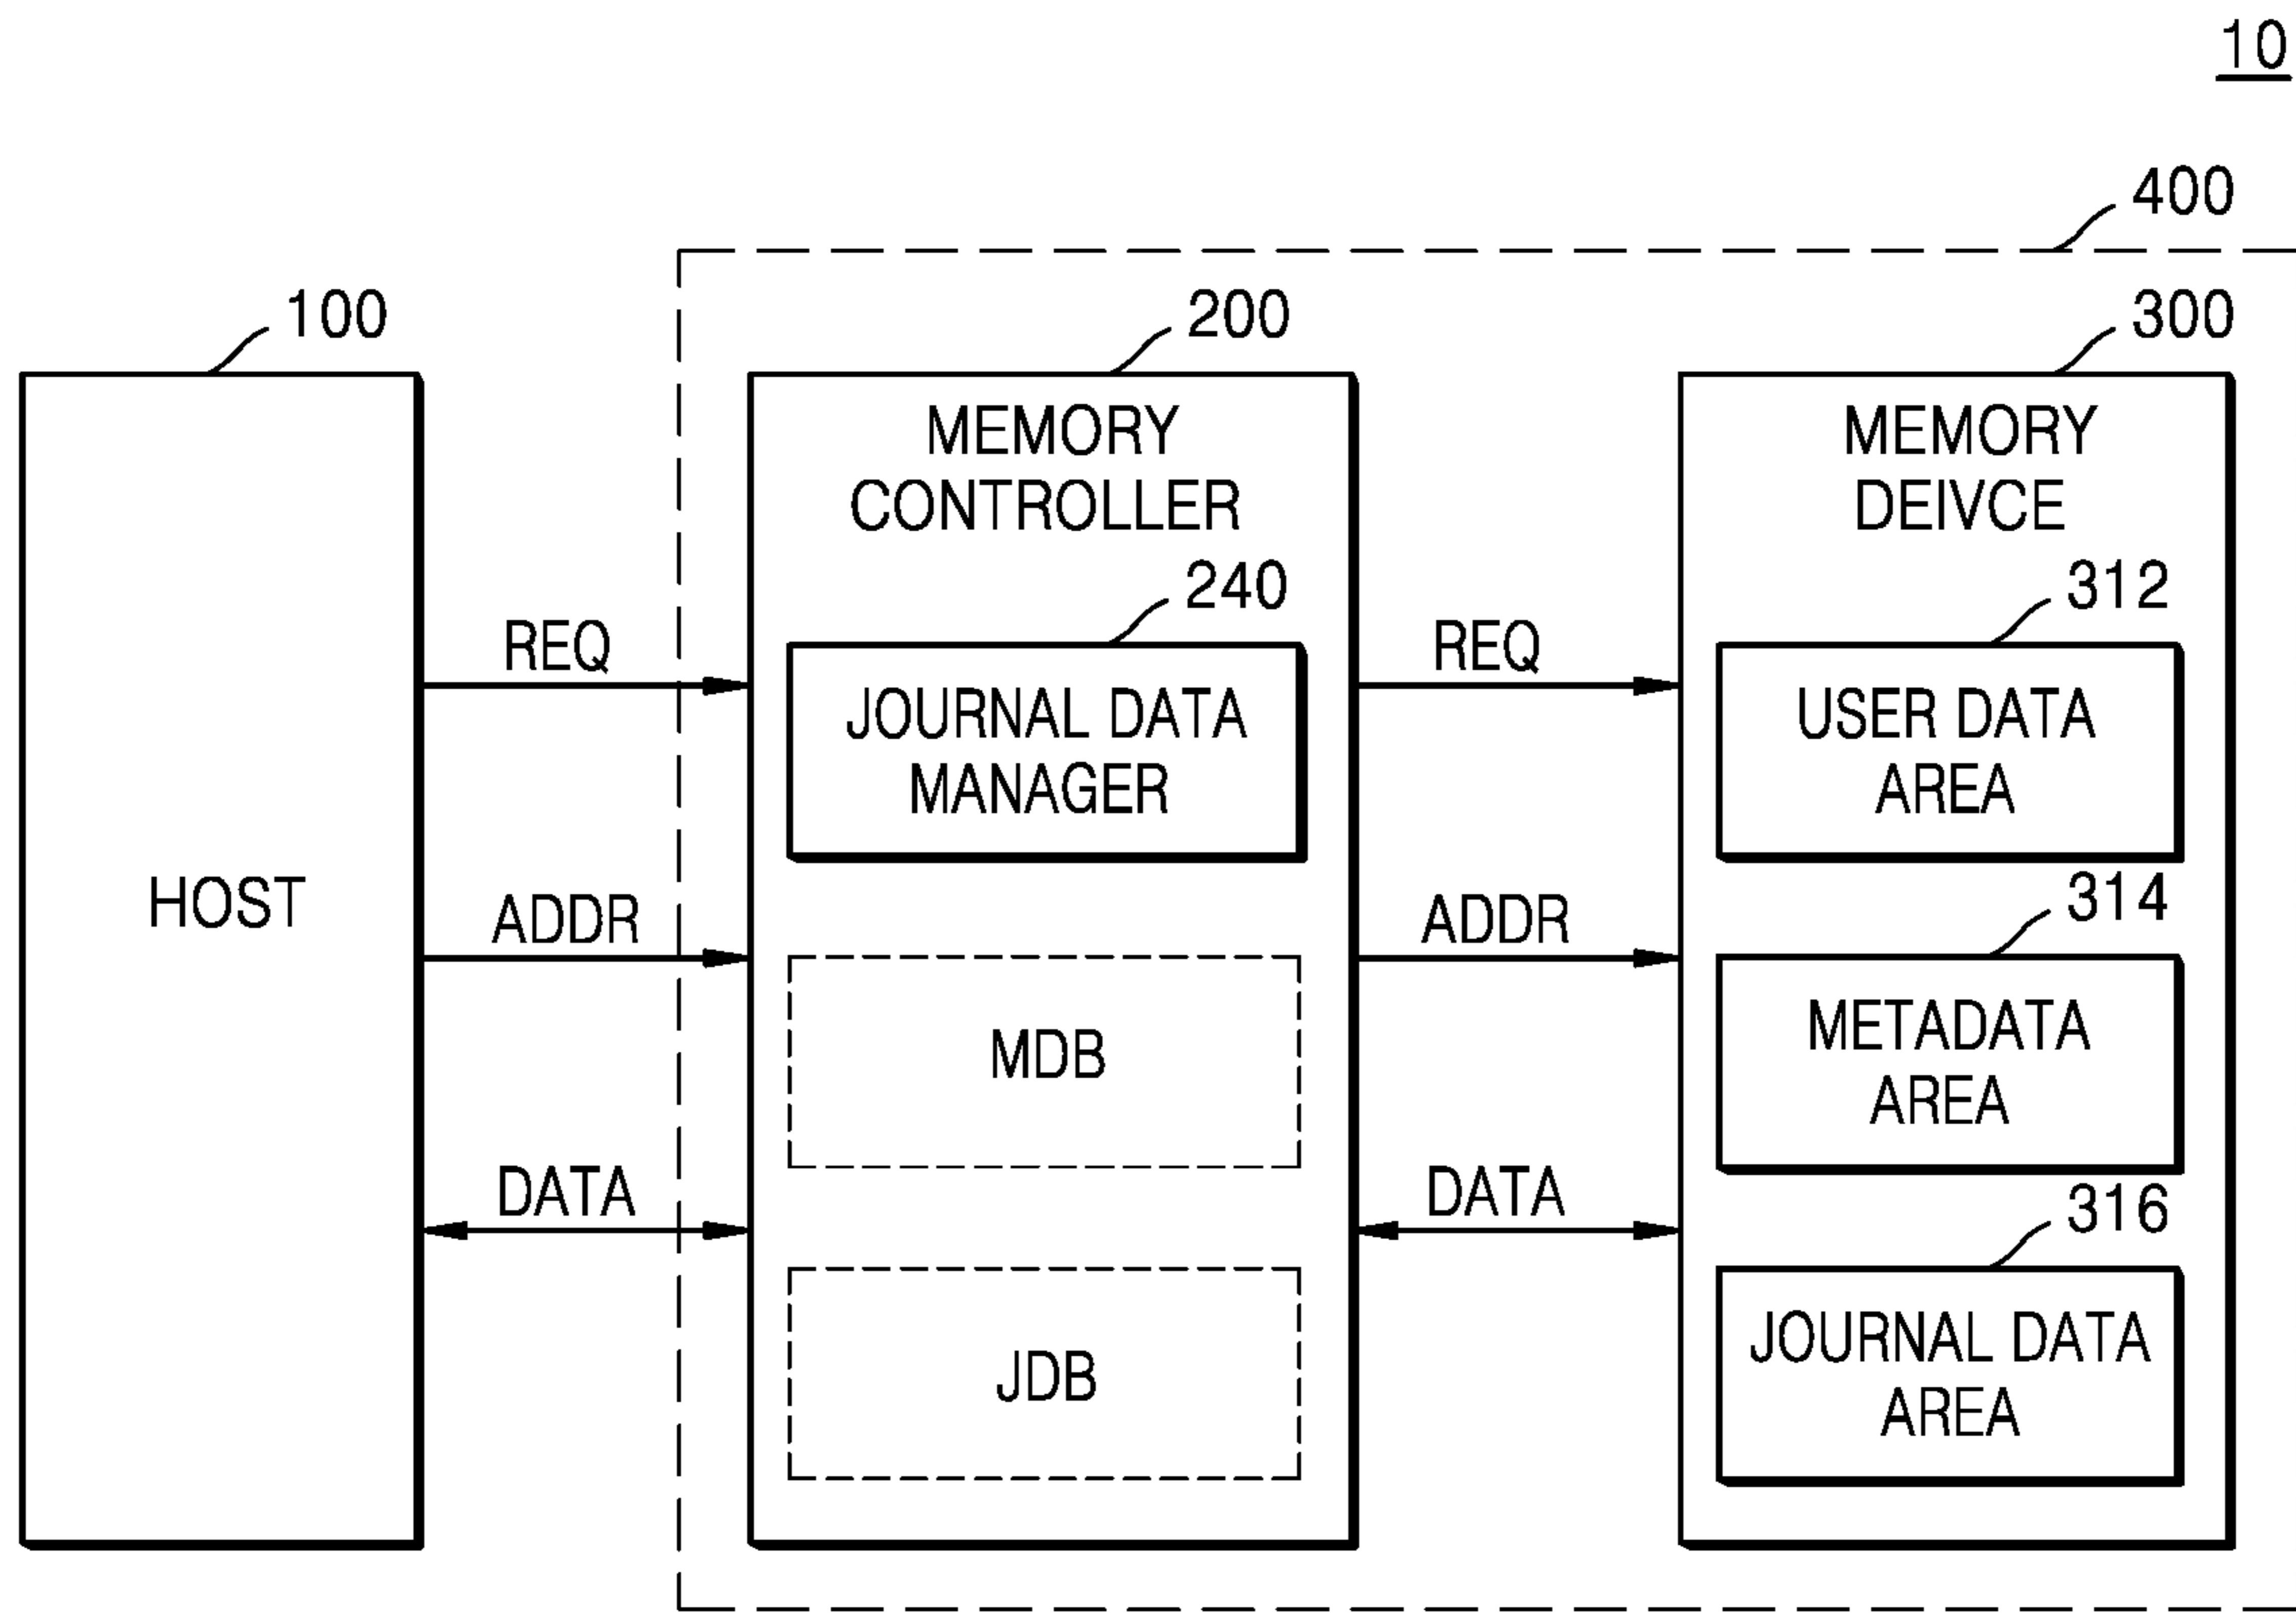 10
400
100
200
300
MEMORY
CONTROLLER
MEMORY
DEIVCE
240
312
REQ
REQ
JOURNAL DATA
MANAGER
USER DATA
AREA
HOST
314
ADDR
ADDR
MDB
METADATA
AREA
316
DATA
DATA
JDB
JOURNAL DATA
AREA